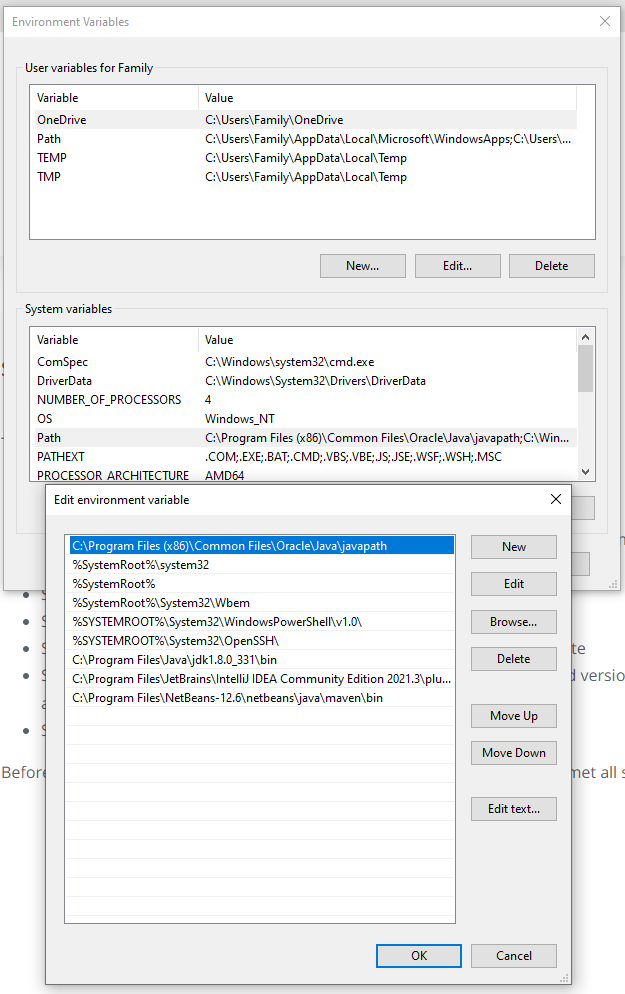 Environment Variables
User variables for Family
Variable Value
OneDrive C:\Users\Family\OneDrive
Path C:\Users\Family\AppData\Local\Microsoft\WindowsApps;C:\Users\...
TEMP C:\Users\Family\AppData\Local\Temp
TMP C:\Users\Family\AppData\Local\Temp
New... Edit... Delete
System variables
Variable Value
ComSpec C:\Windows\system32\cmd.exe
DriverData C:\Windows\System32\Drivers\DriverData
NUMBER_OF_PROCESSORS 4
OS Windows_NT
Path C:\Program Files (x86)\Common Files\Oracle\Java\javapath;C:\Win...
PATHEXT .COM;.EXE;.BAT;.CMD;.VBS;.VBE;.JS;.JSE;.WSF;.WSH;.MSC
PROCESSOR_ARCHITECTURE AMD64
Edit environment variable
C:\Program Files (x86)\Common Files\Oracle\Java\javapath
%SystemRoot%\system32
%SystemRoot%
%SystemRoot%\System32\Wbem
%SYSTEMROOT%\System32\WindowsPowerShell\v1.0\
%SYSTEMROOT%\System32\OpenSSH\
C:\Program Files\Java\jdk1.8.0_331\bin
C:\Program Files\JetBrains\IntelliJ IDEA Community Edition 2021.3\plu...
C:\Program Files\NetBeans-12.6\netbeans\java\maven\bin
New
Edit
Browse...
Delete
Move Up
Move Down
Edit text...
OK Cancel
Before
met all s